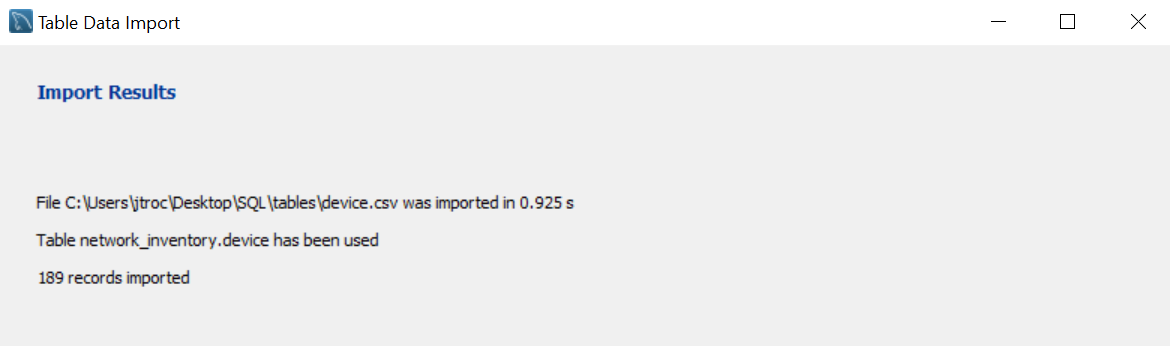 Table Data Import
Import Results
File C:\Users\jtroc\Desktop\SQL\tables\device.csv was imported in 0.925 s
Table network_inventory.device has been used
189 records imported